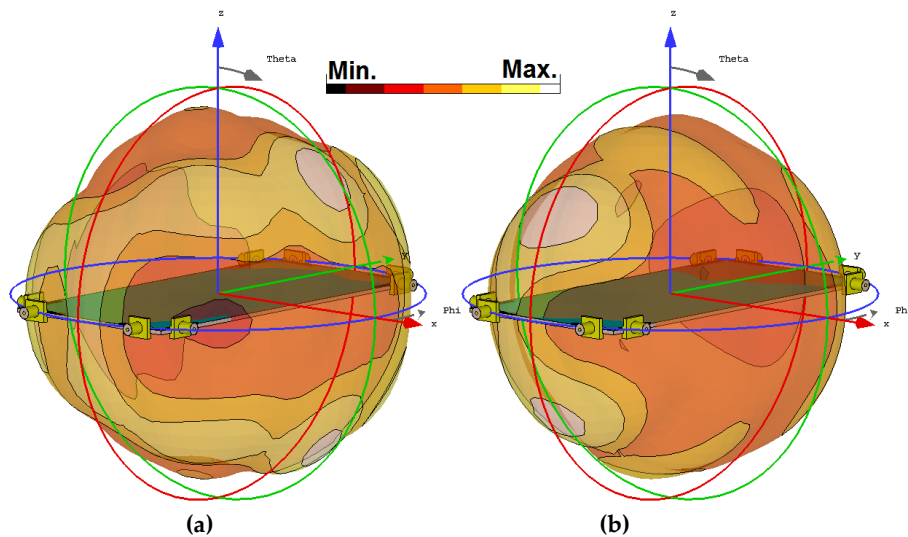 z z
Theta Theta
Min. Max.
y y
Phi x Ph x
(a) (b)